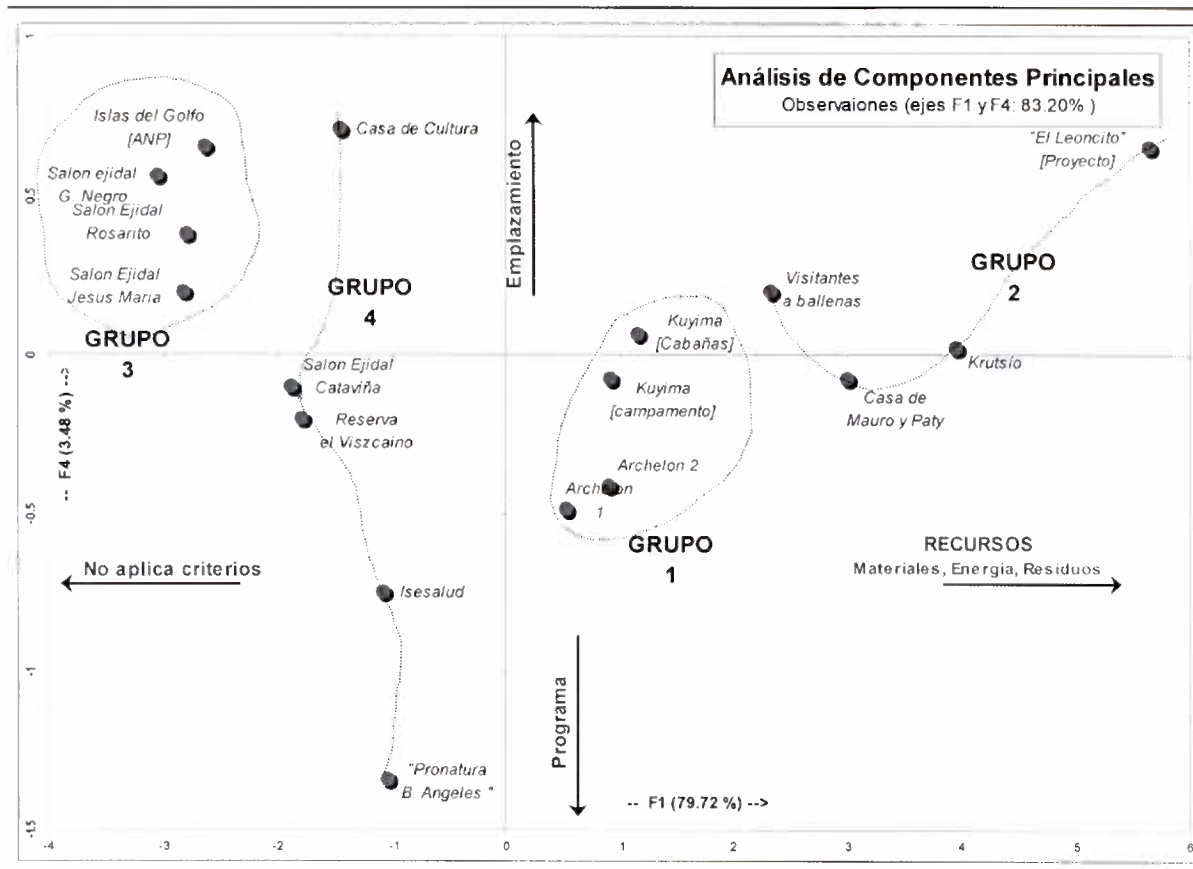 Análisis de Componentes Principales
Observaiones (ejes F1 y F4: 83.20% )
Islas del Golfo
[ANP]
Salon ejidal
G. Negro
Salon Ejidal
Rosarito
Salon Ejidal
Jesus Maria
GRUPO
3
Casa de Cultura
GRUPO
4
Salon Ejidal
Cataviña
Reserva
el Viszcaino
Isesalud
"Pronatura
B. Angeles "
Emplazamiento
"El Leoncito"
[Proyecto]
GRUPO
2
Visitantes
a ballenas
Krutsío
Casa de
Mauro y Paty
Kuyima
[Cabañas]
Kuyima
[campamento]
Archelon 2
Archelon
1
GRUPO
1
RECURSOS
Materiales, Energia, Residuos
No aplica criterios
Programa
-- F1 (79.72 %) -->
-- F4 (3.48 %) -->
1
0.5
0
-0.5
-1
-1.5
-4
-3
-2
-1
0
1
2
3
4
5
6